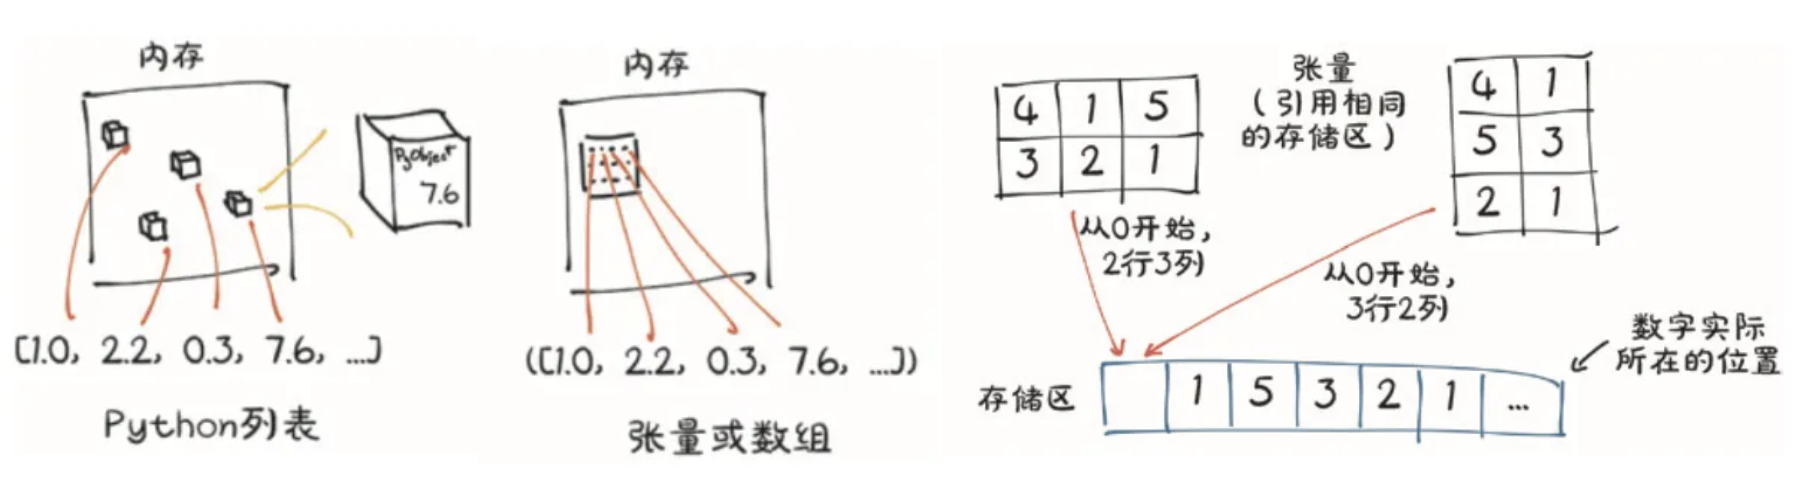 内存
PyObject
7.6
[1.0, 2.2, 0.3, 7.6, ...]
Python列表
内存
([1.0, 2.2, 0.3, 7.6, ...])
张量或数组
4 1 5
3 2 1
张量
(引用相同
的存储区)
4 1
5 3
2 1
从0开始,
2行3列
从0开始,
3行2列
数字实际
所在的位置
存储区
1 5 3 2 1 ...